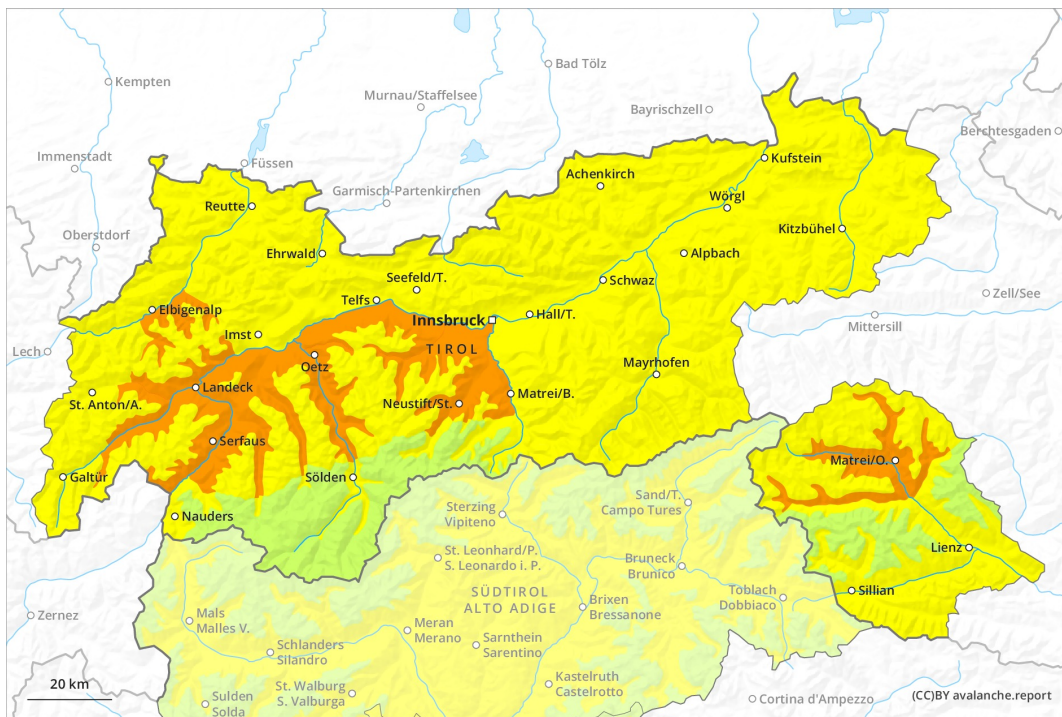 Kempten
Bad Tölz
Murnau/Staffelsee
Bayrischzell
Berchtesgaden
Immenstadt
Füssen
Kufstein
Achenkirch
Garmisch-Partenkirchen
Reutte
Wörgl
Oberstdorf
Kitzbühel
Ehrwald
Alpbach
Seefeld/T.
Schwaz
Zell/See
Telfs
Elbigenalp
Innsbruck
Hall/T.
Mittersill
Imst
Lech
TIROL
Oetz
Mayrhofen
Landeck
St. Anton/A.
Neustift/St.
Matrei/B.
Serfaus
Matrei/O.
Galtür
Sölden
Sand/T.
Campo Tures
Sterzing
Vipiteno
Nauders
Lienz
St. Leonhard/P.
S. Leonardo i. P.
Bruneck
Brunico
SÜDTIROL
ALTO ADIGE
Toblach
Dobbiaco
Sillian
Brixen
Bressanone
Zernez
Mals
Malles V.
Meran
Merano
Schlanders
Silandro
Sarnthein
Sarentino
Kastelruth
Castelrotto
20 km
St. Walburg
S. Valburga
Sulden
Solda
Cortina d'Ampezzo
(CC)BY avalanche.report